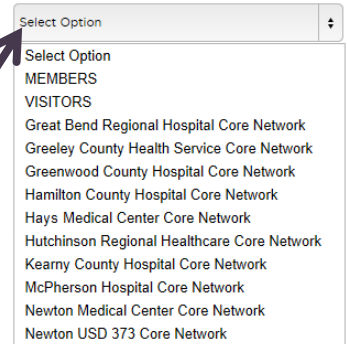 Select Option
Select Option
MEMBERS
VISITORS
Great Bend Regional Hospital Core Network
Greeley County Health Service Core Network
Greenwood County Hospital Core Network
Hamilton County Hospital Core Network
Hays Medical Center Core Network
Hutchinson Regional Healthcare Core Network
Kearny County Hospital Core Network
McPherson Hospital Core Network
Newton Medical Center Core Network
Newton USD 373 Core Network